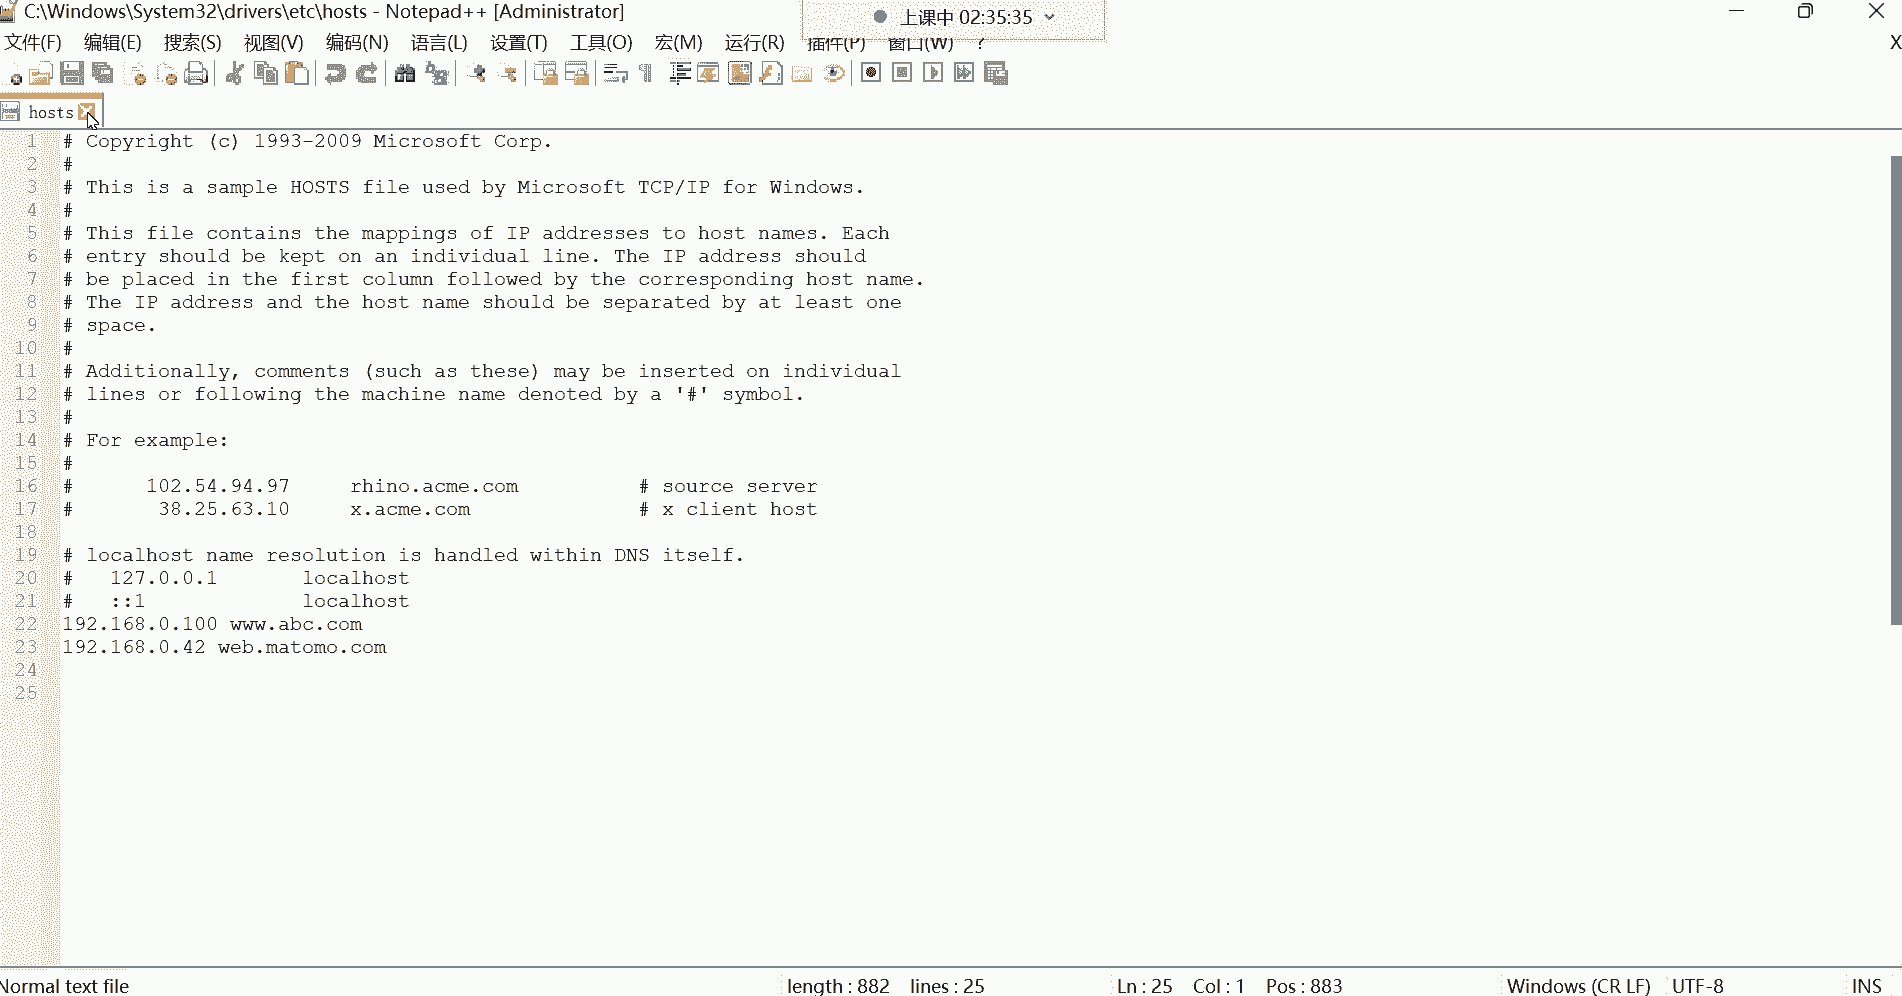 C:\Windows\System32\drivers\etc\hosts - Notepad++ [Administrator]
上课中 02:35:35
文件(F) 编辑(E) 搜索(S) 视图(V) 编码(N) 语言(L) 设置(T) 工具(O) 宏(M) 运行(R) 插件(P) 窗口(W) ? X
hosts
1 # Copyright (c) 1993-2009 Microsoft Corp.
2 #
3 # This is a sample HOSTS file used by Microsoft TCP/IP for Windows.
4 #
5 # This file contains the mappings of IP addresses to host names. Each
6 # entry should be kept on an individual line. The IP address should
7 # be placed in the first column followed by the corresponding host name.
8 # The IP address and the host name should be separated by at least one
9 # space.
10 #
11 # Additionally, comments (such as these) may be inserted on individual
12 # lines or following the machine name denoted by a '#' symbol.
13 #
14 # For example:
15 #
16 # 102.54.94.97 rhino.acme.com # source server
17 # 38.25.63.10 x.acme.com # x client host
18
19 # localhost name resolution is handled within DNS itself.
20 # 127.0.0.1 localhost
21 # ::1 localhost
22 192.168.0.100 www.abc.com
23 192.168.0.42 web.matomo.com
24
25
Normal text file length : 882 lines : 25 Ln : 25 Col : 1 Pos : 883 Windows (CR LF) UTF-8 INS